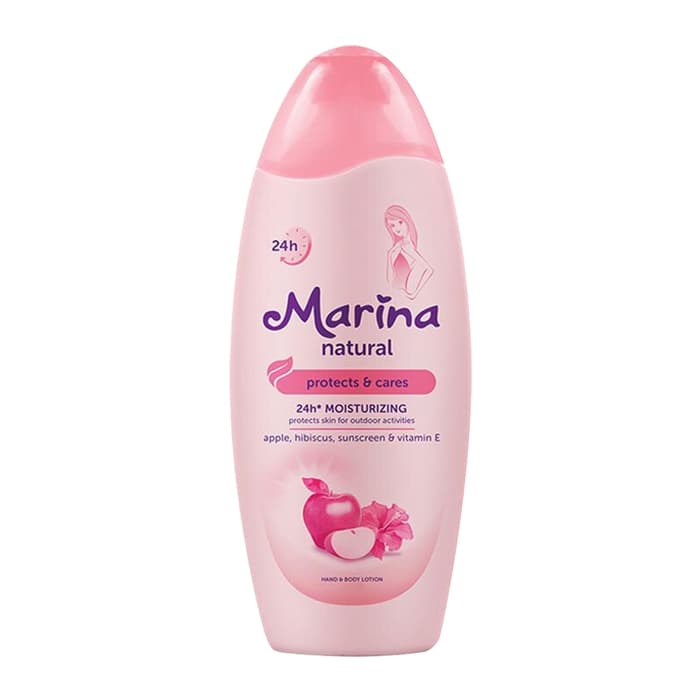 24h
Marina
natural
protects & cares
24h* MOISTURIZING
protects skin for outdoor activities
apple, hibiscus, sunscreen & vitamin E
HAND & BODY LOTION